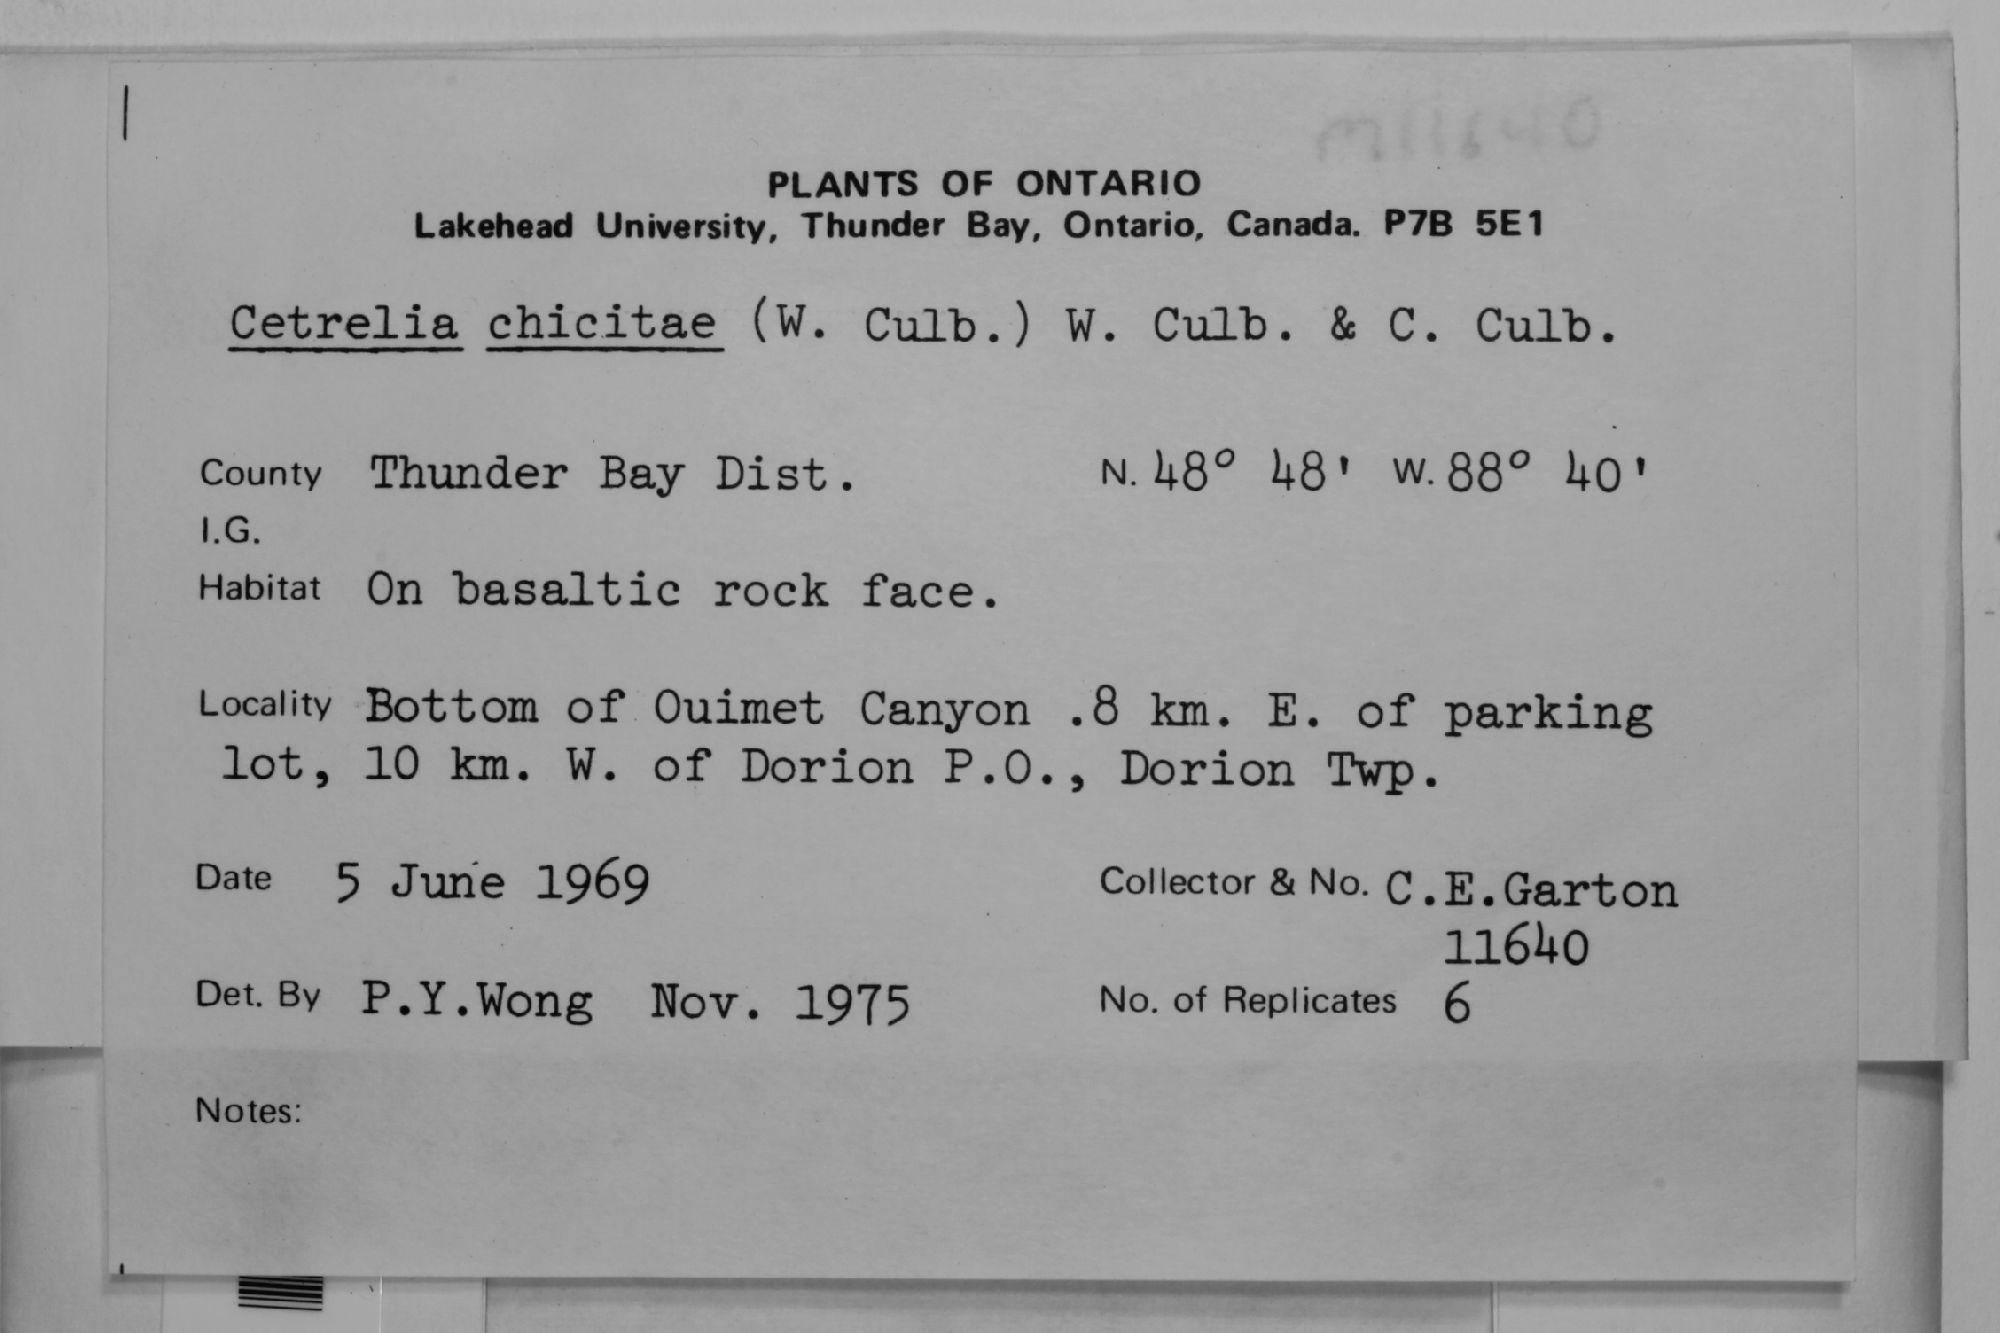 M11640
PLANTS OF ONTARIO
Lakehead University, Thunder Bay, Ontario, Canada. P7B 5E1
Cetrelia chicitae (W. Culb.) W. Culb. & C. Culb.
County Thunder Bay Dist. N. 48° 48' W. 88° 40'
I.G.
Habitat On basaltic rock face.
Locality Bottom of Ouimet Canyon .8 km. E. of parking
lot, 10 km. W. of Dorion P.O., Dorion Twp.
Date 5 June 1969 Collector & No. C.E.Garton
11640
Det. By P.Y.Wong Nov. 1975 No. of Replicates 6
Notes: